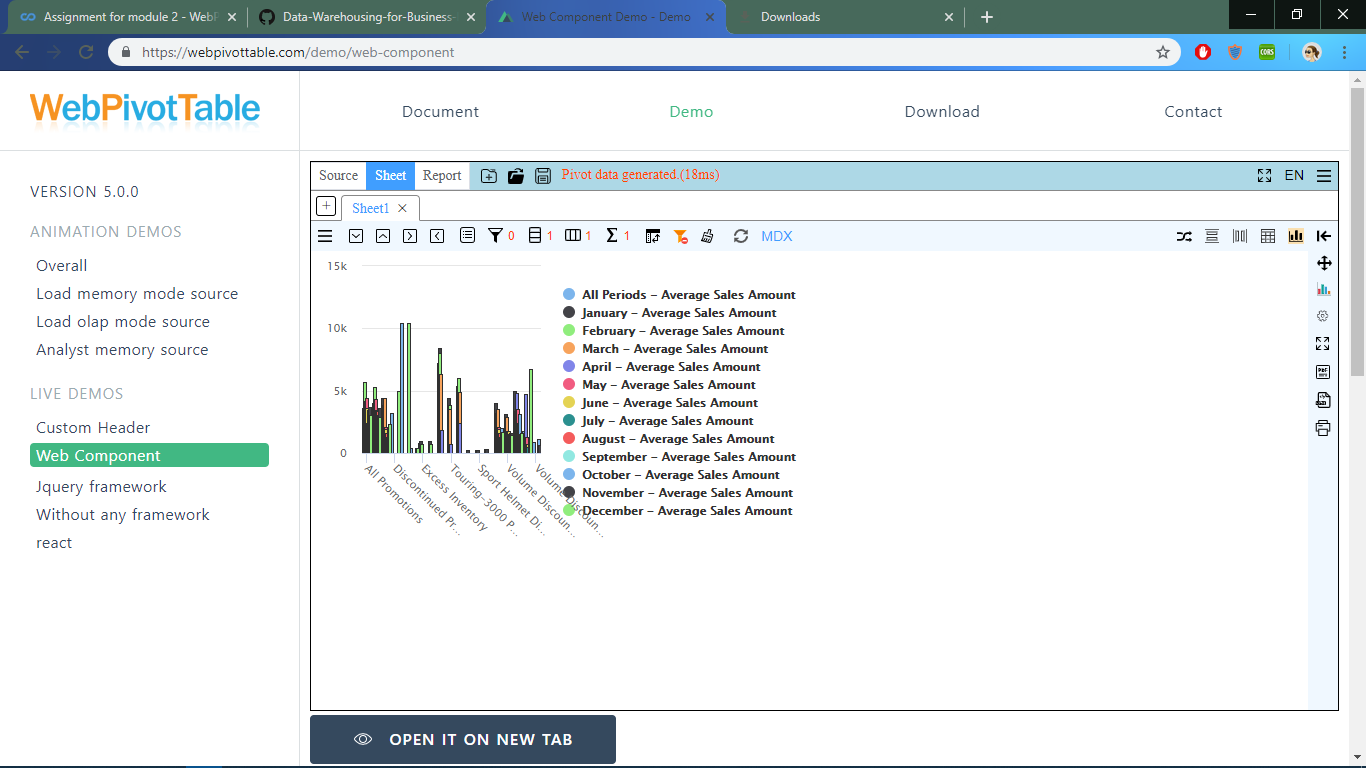 Assignment for module 2 - WebP
Data-Warehousing-for-Business-
Web Component Demo - Demo
Downloads
https://webpivottable.com/demo/web-component
CORS
WebPivotTable
Document
Demo
Download
Contact
VERSION 5.0.0
ANIMATION DEMOS
Overall
Load memory mode source
Load olap mode source
Analyst memory source
LIVE DEMOS
Custom Header
Web Component
Jquery framework
Without any framework
react
Source
Sheet
Report
Pivot data generated.(18ms)
EN
Sheet1
0
1
1
1
MDX
15k
10k
5k
0
All Promotions
Discontinued Pr...
Excess Inventory
Touring-3000 P...
Sport Helmet Di...
Volume Discoun...
Volume Discoun...
All Periods - Average Sales Amount
January - Average Sales Amount
February - Average Sales Amount
March - Average Sales Amount
April - Average Sales Amount
May - Average Sales Amount
June - Average Sales Amount
July - Average Sales Amount
August - Average Sales Amount
September - Average Sales Amount
October - Average Sales Amount
November - Average Sales Amount
December - Average Sales Amount
PDF
OPEN IT ON NEW TAB